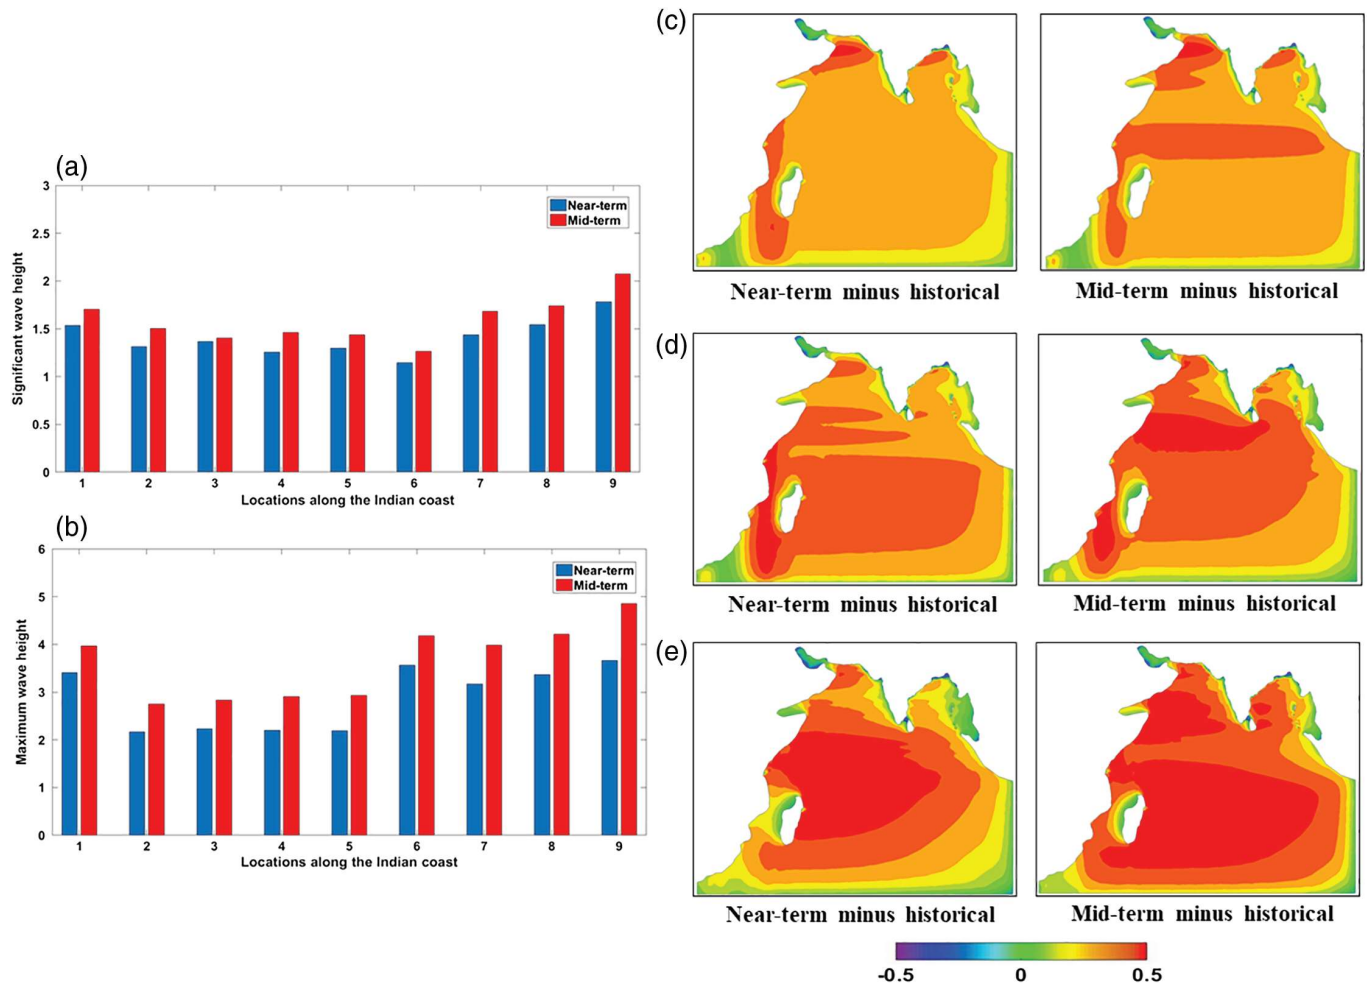 (a)
3
2.5
2
1.5
1
0.5
0
Significant wave height
Near-term
Mid-term
1 2 3 4 5 6 7 8 9
Locations along the Indian coast
(b)
6
5
4
3
2
1
0
Maximum wave height
Near-term
Mid-term
1 2 3 4 5 6 7 8 9
Locations along the Indian coast
(c)
Near-term minus historical
Mid-term minus historical
(d)
Near-term minus historical
Mid-term minus historical
(e)
Near-term minus historical
Mid-term minus historical
-0.5 0 0.5